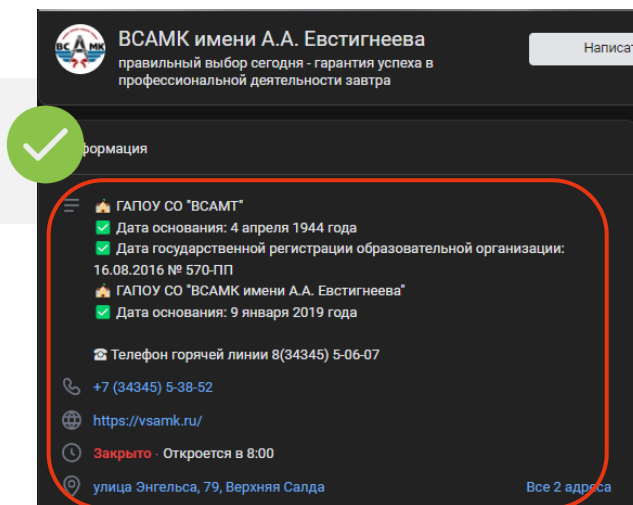 ВСАМК
ВСАМК имени А.А. Евстигнеева
Написат
правильный выбор сегодня - гарантия успеха в
профессиональной деятельности завтра
формация
ГАПОУ СО "ВСАМТ"
Дата основания: 4 апреля 1944 года
Дата государственной регистрации образовательной организации:
16.08.2016 № 570-ПП
ГАПОУ СО "ВСАМК имени А.А. Евстигнеева"
Дата основания: 9 января 2019 года
Телефон горячей линии 8(34345) 5-06-07
+7 (34345) 5-38-52
https://vsamk.ru/
Закрыто · Откроется в 8:00
улица Энгельса, 79, Верхняя Салда
Все 2 адреса